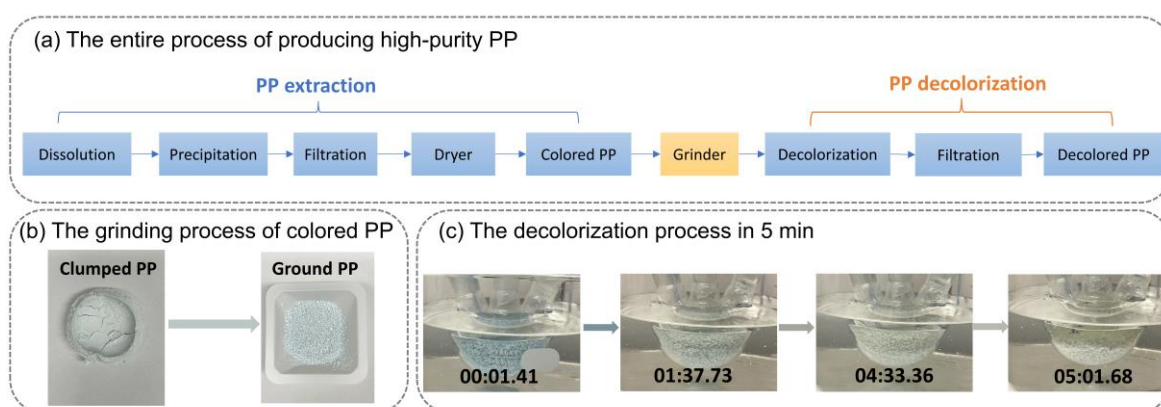 (a) The entire process of producing high-purity PP
PP extraction
PP decolorization
Dissolution
Precipitation
Filtration
Dryer
Colored PP
Grinder
Decolorization
Filtration
Decolored PP
(b) The grinding process of colored PP
Clumped PP
Ground PP
(c) The decolorization process in 5 min
00:01.41
01:37.73
04:33.36
05:01.68